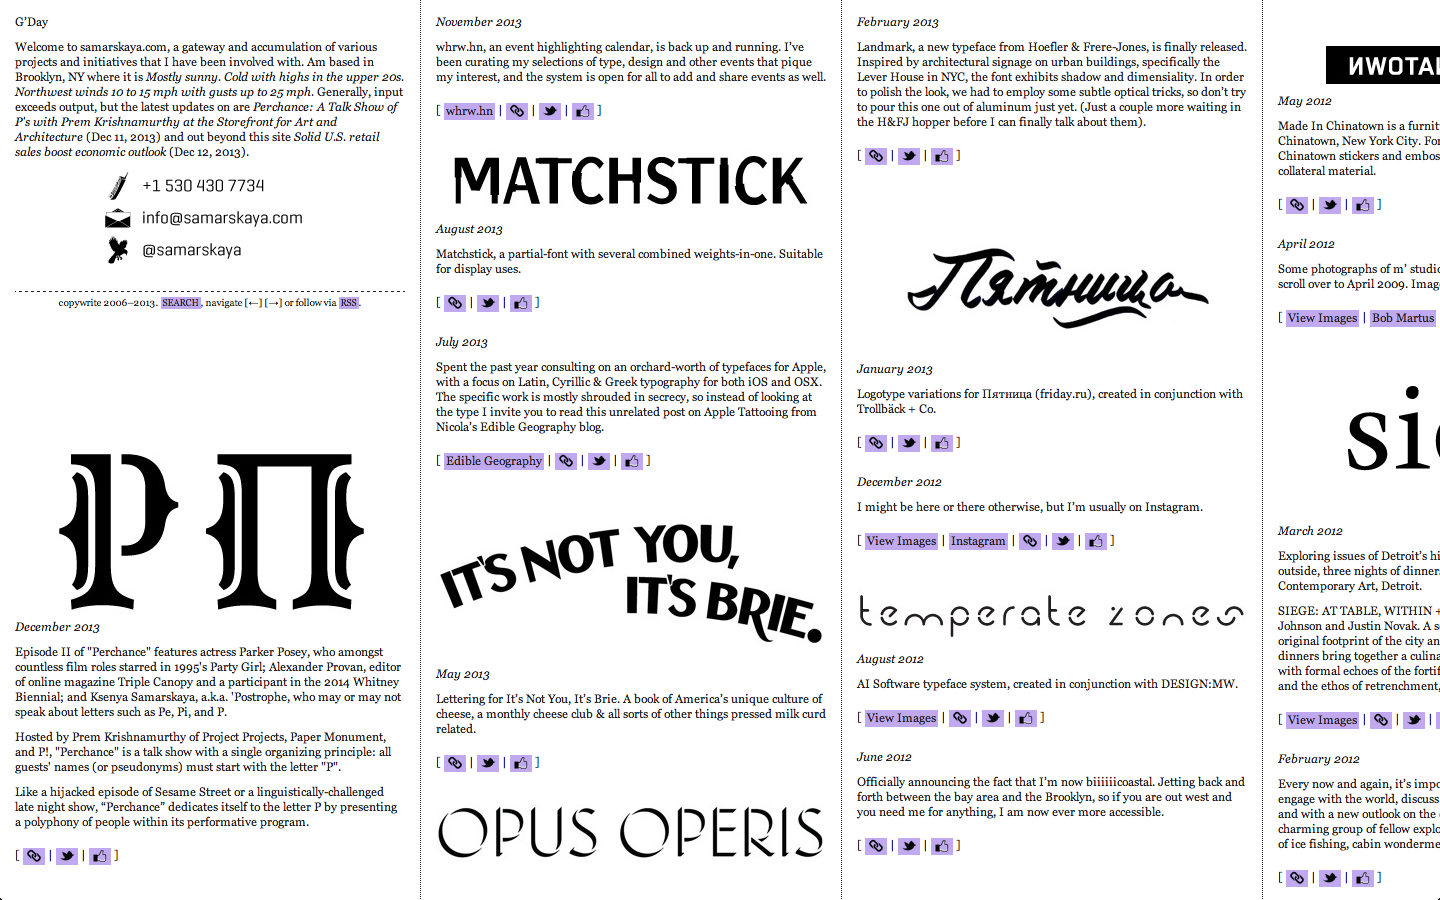 G’Day
Welcome to samarskaya.com, a gateway and accumulation of various
projects and initiatives that I have been involved with. Am based in
Brooklyn, NY where it is Mostly sunny. Cold with highs in the upper 20s.
Northwest winds 10 to 15 mph with gusts up to 25 mph. Generally, input
exceeds output, but the latest updates on are Perchance: A Talk Show of
P’s with Prem Krishnamurthy at the Storefront for Art and
Architecture (Dec 11, 2013) and out beyond this site Solid U.S. retail
sales boost economic outlook (Dec 12, 2013).
+1 530 430 7734
info@samarskaya.com
@samarskaya
copywrite 2006–2013. SEARCH, navigate [←] [→] or follow via RSS.
P П
December 2013
Episode II of "Perchance" features actress Parker Posey, who amongst
countless film roles starred in 1995's Party Girl; Alexander Provan, editor
of online magazine Triple Canopy and a participant in the 2014 Whitney
Biennial; and Ksenya Samarskaya, a.k.a. 'Postrophe, who may or may not
speak about letters such as Pe, Pi, and P.
Hosted by Prem Krishnamurthy of Project Projects, Paper Monument,
and P!, "Perchance" is a talk show with a single organizing principle: all
guests' names (or pseudonyms) must start with the letter "P".
Like a hijacked episode of Sesame Street or a linguistically-challenged
late night show, “Perchance” dedicates itself to the letter P by presenting
a polyphony of people within its performative program.
[ | | ]
November 2013
whrw.hn, an event highlighting calendar, is back up and running. I’ve
been curating my selections of type, design and other events that pique
my interest, and the system is open for all to add and share events as well.
[ whrw.hn | | | ]
MATCHSTICK
August 2013
Matchstick, a partial-font with several combined weights-in-one. Suitable
for display uses.
[ | | ]
July 2013
Spent the past year consulting on an orchard-worth of typefaces for Apple,
with a focus on Latin, Cyrillic & Greek typography for both iOS and OSX.
The specific work is mostly shrouded in secrecy, so instead of looking at
the type I invite you to read this unrelated post on Apple Tattooing from
Nicola’s Edible Geography blog.
[ Edible Geography | | | ]
IT'S NOT YOU,
IT'S BRIE.
May 2013
Lettering for It’s Not You, It’s Brie. A book of America’s unique culture of
cheese, a monthly cheese club & all sorts of other things pressed milk curd
related.
[ | | ]
OPUS OPERIS
February 2013
Landmark, a new typeface from Hoefler & Frere-Jones, is finally released.
Inspired by architectural signage on urban buildings, specifically the
Lever House in NYC, the font exhibits shadow and dimensiality. In order
to polish the look, we had to employ some subtle optical tricks, so don’t try
to pour this one out of aluminum just yet. (Just a couple more waiting in
the H&FJ hopper before I can finally talk about them).
[ | | ]
Пятница
January 2013
Logotype variations for Пятница (friday.ru), created in conjunction with
Trollbäck + Co.
[ | | ]
December 2012
I might be here or there otherwise, but I’m usually on Instagram.
[ View Images | Instagram | | | ]
temperate zones
August 2012
AI Software typeface system, created in conjunction with DESIGN:MW.
[ View Images | | | ]
June 2012
Officially announcing the fact that I’m now biiiiiicoastal. Jetting back and
forth between the bay area and the Brooklyn, so if you are out west and
you need me for anything, I am now ever more accessible.
[ | | ]
May 2012
Made In Chinatown is a furnit
Chinatown, New York City. For
Chinatown stickers and embos
collateral material.
[ | | ]
April 2012
Some photographs of m’ studio
scroll over to April 2009. Imag
[ View Images | Bob Martus
sie
March 2012
Exploring issues of Detroit’s hi
outside, three nights of dinner
Contemporary Art, Detroit.
SIEGE: AT TABLE, WITHIN +
Johnson and Justin Novak. A s
original footprint of the city an
dinners bring together a culina
with formal echoes of the fortif
and the ethos of retrenchment,
[ View Images | | |
February 2012
Every now and again, it’s impo
engage with the world, discuss
and with a new outlook on the
charming group of fellow explo
of ice fishing, cabin wonderme
[ | | ]